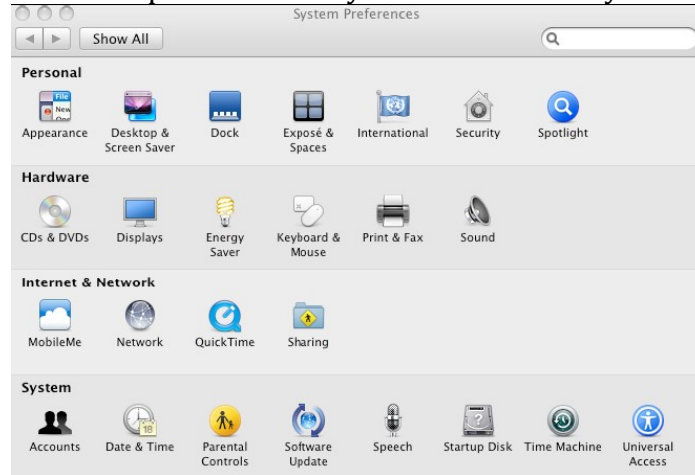 System Preferences
Show All
Personal
Appearance
Desktop &
Screen Saver
Dock
Exposé &
Spaces
International
Security
Spotlight
Hardware
CDs & DVDs
Displays
Energy
Saver
Keyboard &
Mouse
Print & Fax
Sound
Internet & Network
MobileMe
Network
QuickTime
Sharing
System
Accounts
Date & Time
Parental
Controls
Software
Update
Speech
Startup Disk
Time Machine
Universal
Access